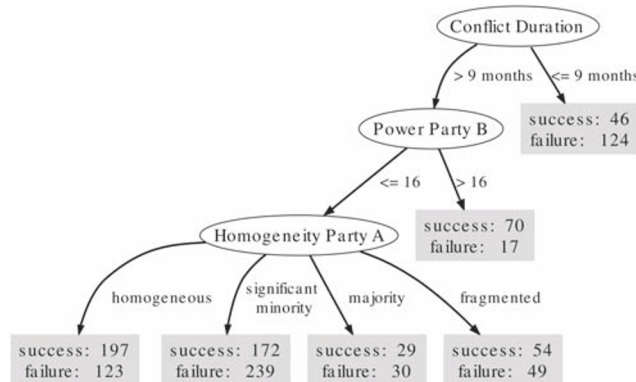 Conflict Duration
> 9 months
<= 9 months
Power Party B
success: 46
failure: 124
<= 16
> 16
success: 70
failure: 17
Homogeneity Party A
homogeneous
significant
minority
majority
fragmented
success: 197
failure: 123
success: 172
failure: 239
success: 29
failure: 30
success: 54
failure: 49